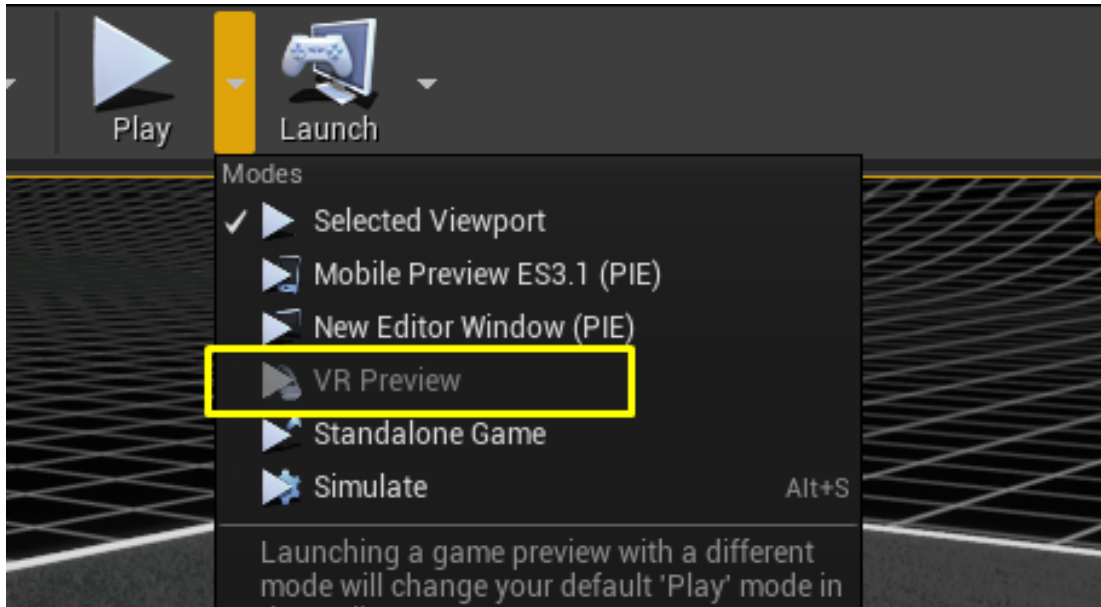 Play
Launch
Modes
Selected Viewport
Mobile Preview ES3.1 (PIE)
New Editor Window (PIE)
VR Preview
Standalone Game
Simulate Alt+S
Launching a game preview with a different
mode will change your default 'Play' mode in